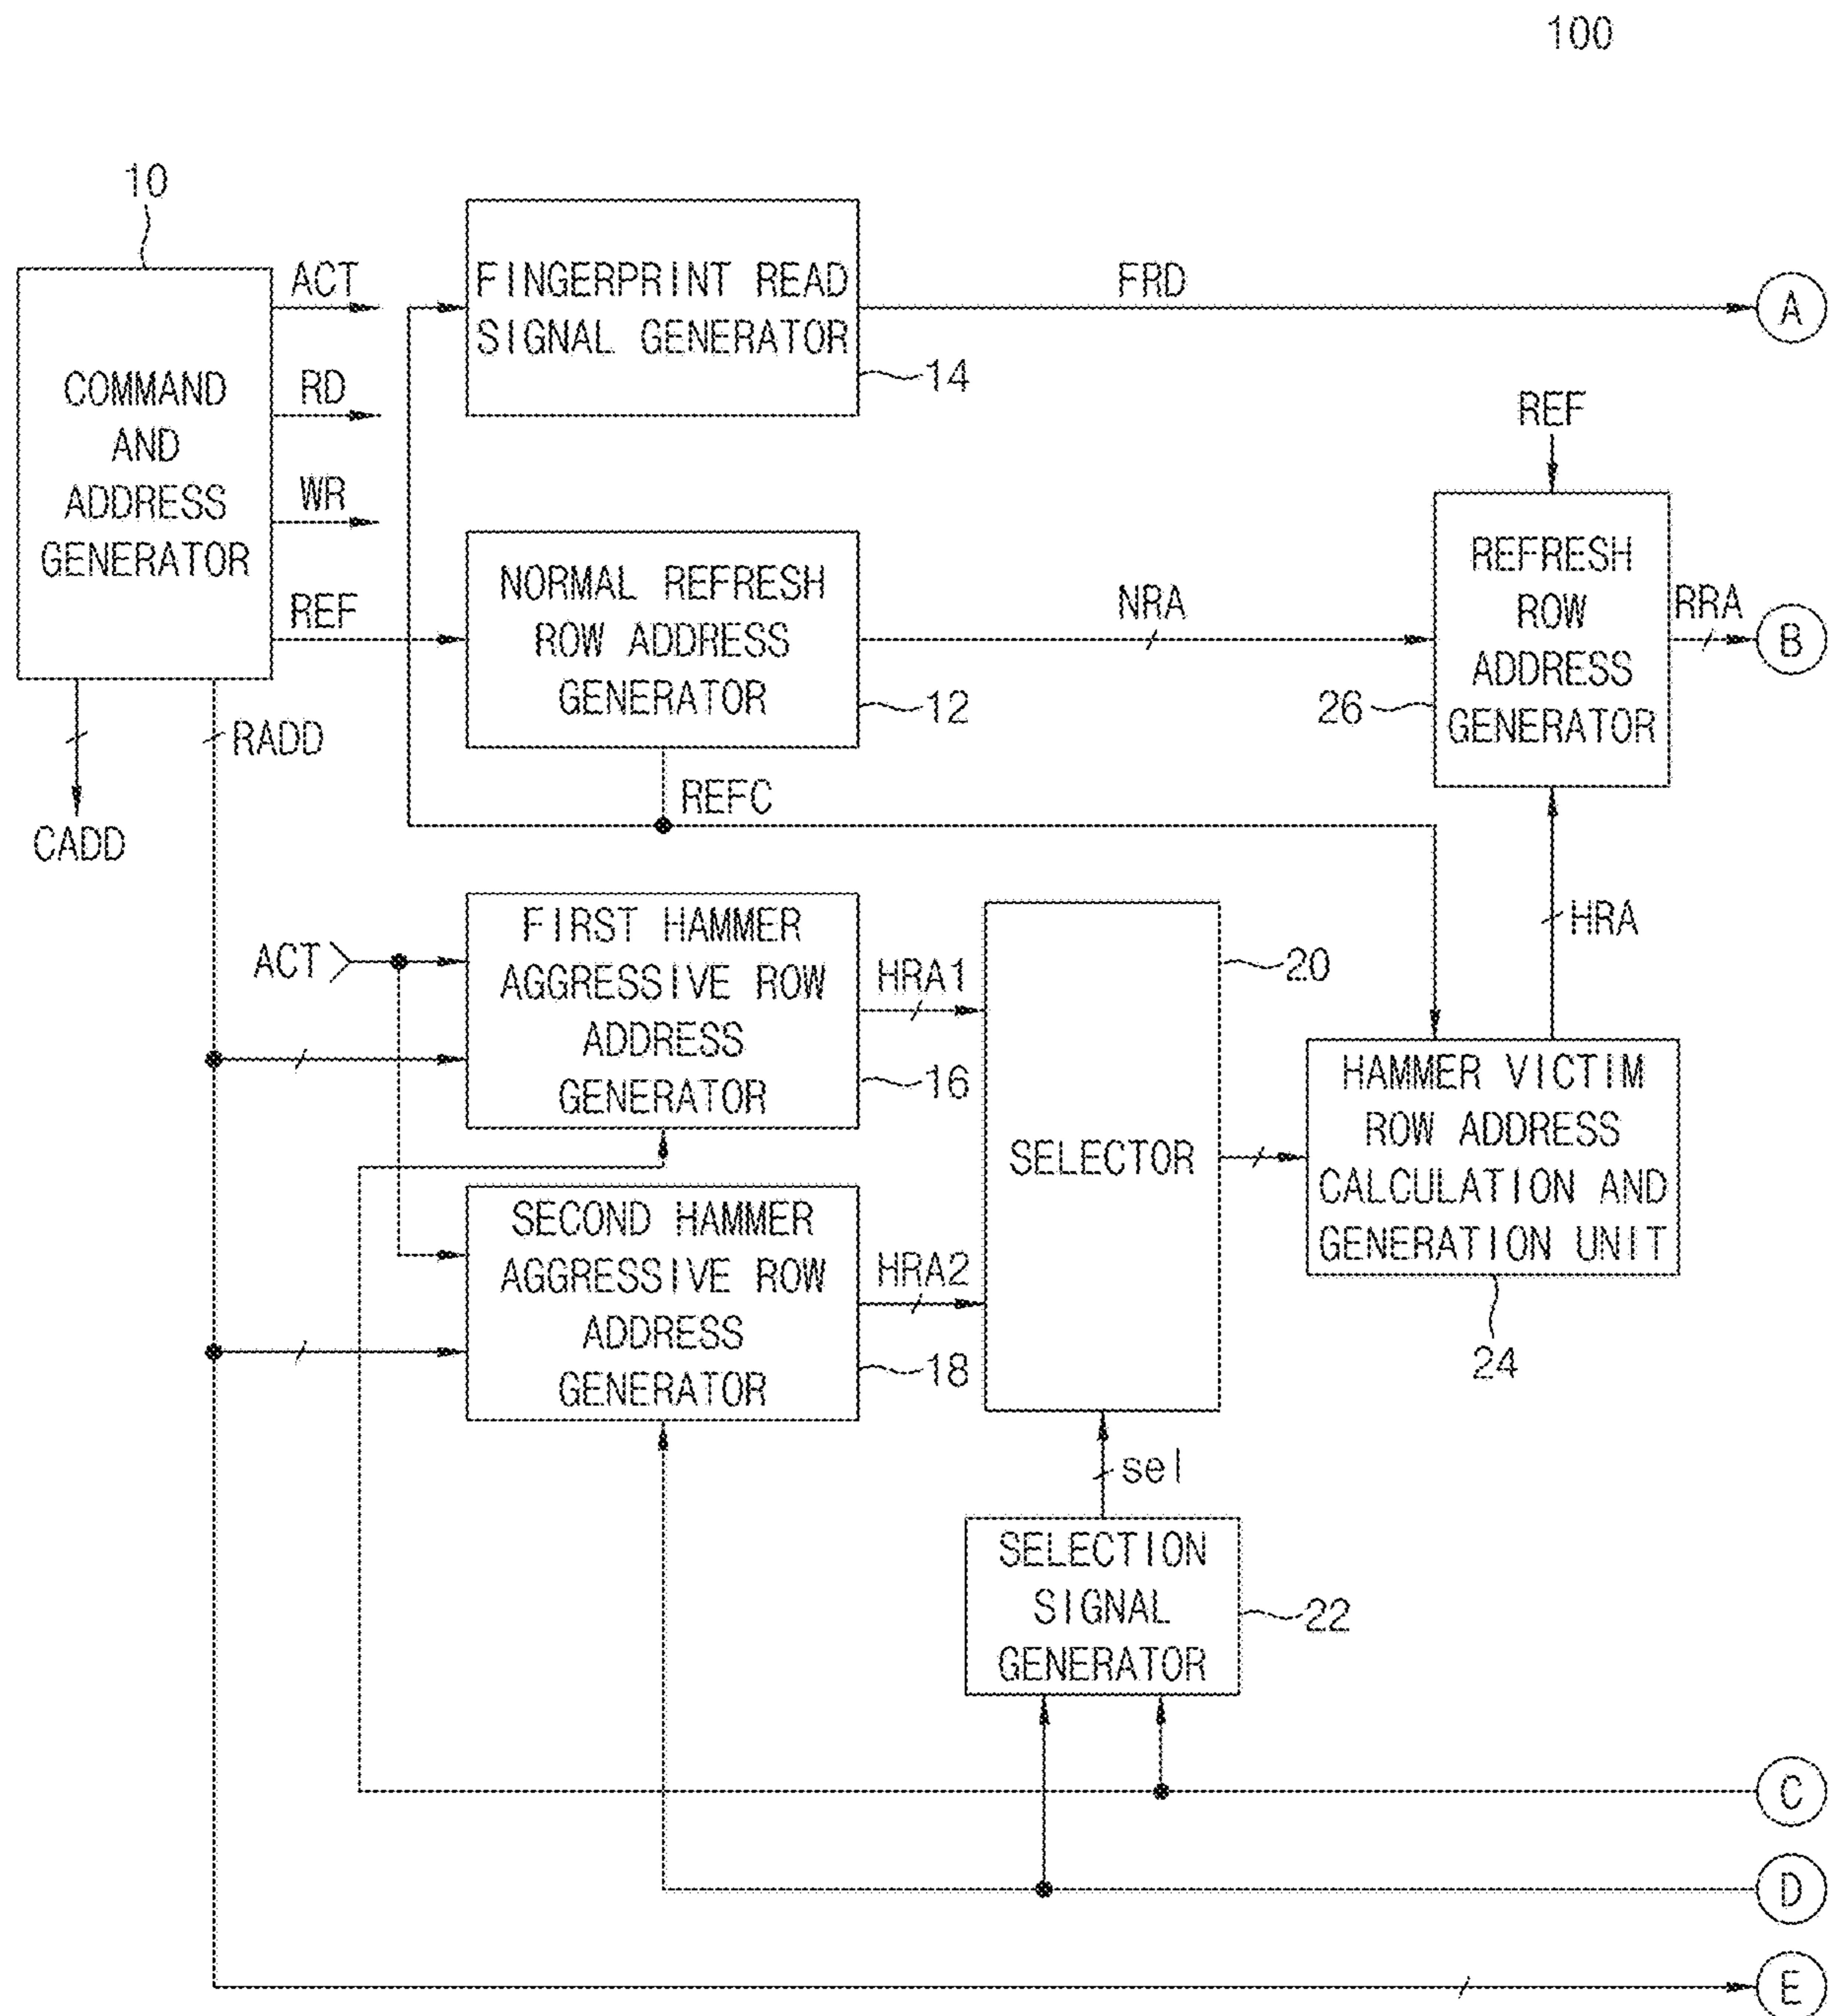 100
10
COMMAND
AND
ADDRESS
GENERATOR
ACT
RD
WR
REF
CADD
RADD
FINGERPRINT READ
SIGNAL GENERATOR
14
FRD
A
NORMAL REFRESH
ROW ADDRESS
GENERATOR
12
NRA
REFC
REF
REFRESH
ROW
ADDRESS
GENERATOR
26
RRA
B
ACT
FIRST HAMMER
AGGRESSIVE ROW
ADDRESS
GENERATOR
16
HRA1
SECOND HAMMER
AGGRESSIVE ROW
ADDRESS
GENERATOR
18
HRA2
SELECTOR
20
HRA
HAMMER VICTIM
ROW ADDRESS
CALCULATION AND
GENERATION UNIT
24
sel
SELECTION
SIGNAL
GENERATOR
22
C
D
E